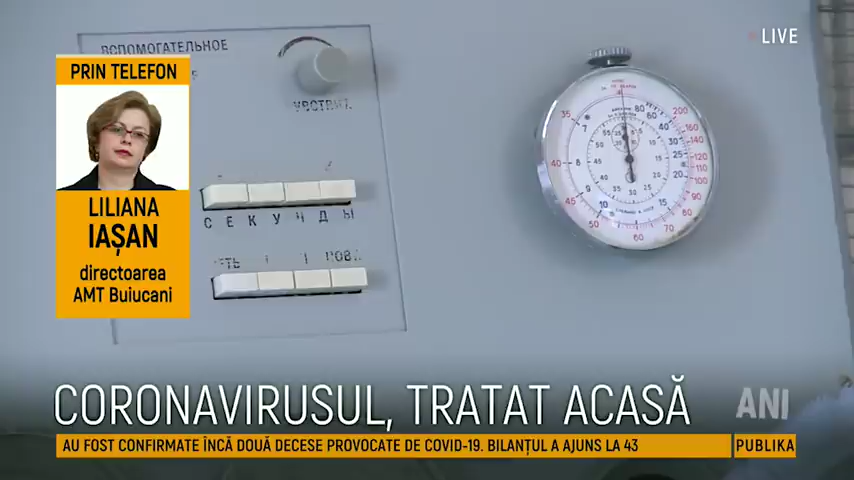 LIVE
ВСПОМОГАТЕЛЬНОЕ
PRIN TELEFON
LILIANA
IAȘAN
directoarea
AMT Buiucani
СЕКУНДЫ
CORONAVIRUSUL, TRATAT ACASĂ
ANI
AU FOST CONFIRMATE ÎNCĂ DOUĂ DECESE PROVOCATE DE COVID-19. BILANȚUL A AJUNS LA 43
PUBLIKA